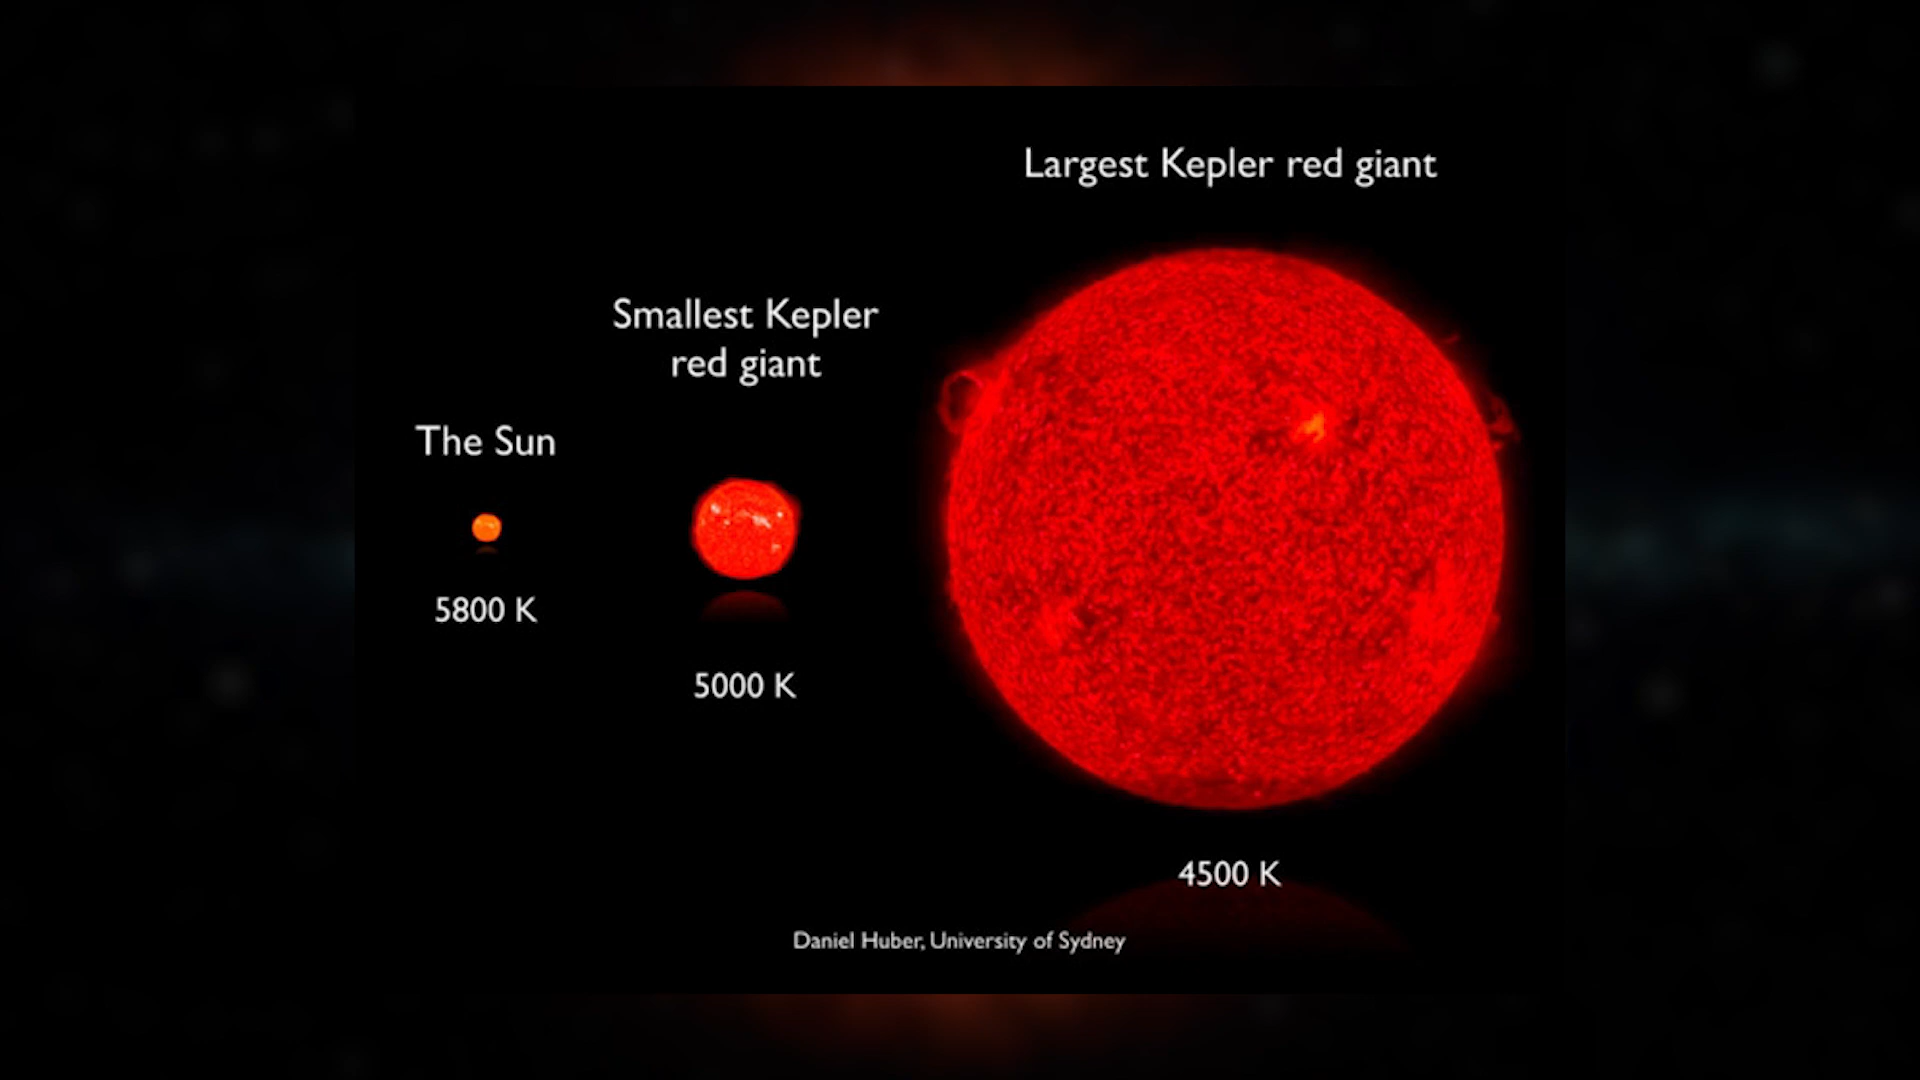 Largest Kepler red giant
Smallest Kepler
red giant
The Sun
5800 K
5000 K
4500 K
Daniel Huber, University of Sydney